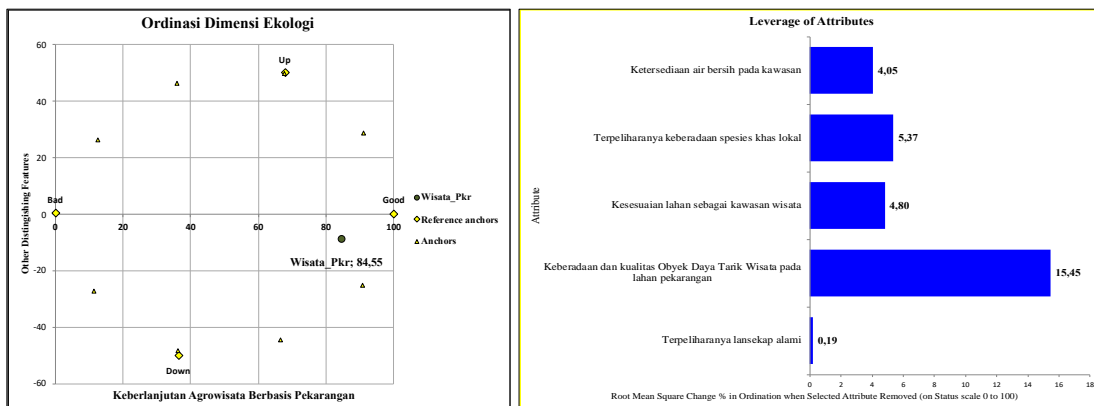 Ordinasi Dimensi Ekologi
Other Distingishing Features
60
40
20
0
-20
-40
-60
Up
Bad
Good
Down
0
20
40
60
80
100
Wisata_Pkr; 84,55
Wisata_Pkr
Reference anchors
Anchors
Keberlanjutan Agrowisata Berbasis Pekarangan
Leverage of Attributes
Attribute
Ketersediaan air bersih pada kawasan
4,05
Terpeliharanya keberadaan spesies khas lokal
5,37
Kesesuaian lahan sebagai kawasan wisata
4,80
Keberadaan dan kualitas Obyek Daya Tarik Wisata pada
lahan pekarangan
15,45
Terpeliharanya lansekap alami
0,19
0 2 4 6 8 10 12 14 16 18
Root Mean Square Change % in Ordination when Selected Attribute Removed (on Status scale 0 to 100)